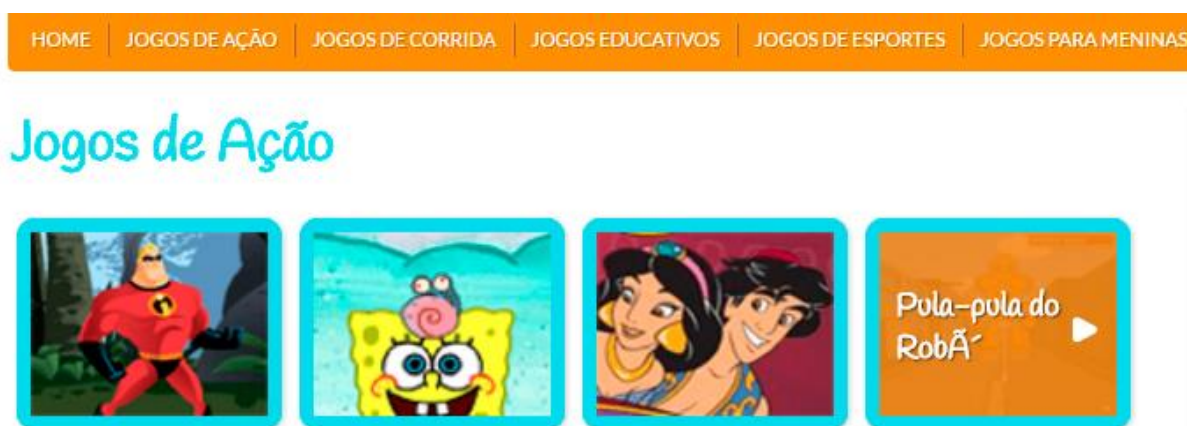 HOME JOGOS DE AÇÃO JOGOS DE CORRIDA JOGOS EDUCATIVOS JOGOS DE ESPORTES JOGOS PARA MENINAS
Jogos de Ação
Pula-pula do
RobÃ´